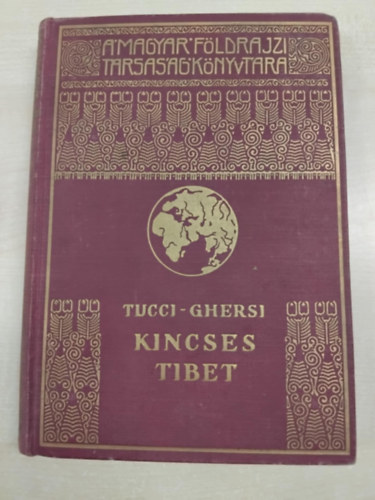 A MAGYAR FÖLDRAJZI
TÁRSASÁG KÖNYVTÁRA
TUCCI-GHERSI
KINCSES
TIBET